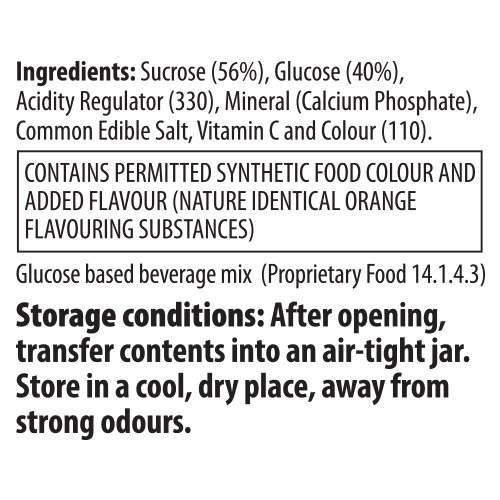 Ingredients: Sucrose (56%), Glucose (40%),
Acidity Regulator (330), Mineral (Calcium Phosphate),
Common Edible Salt, Vitamin C and Colour (110).
CONTAINS PERMITTED SYNTHETIC FOOD COLOUR AND
ADDED FLAVOUR (NATURE IDENTICAL ORANGE
FLAVOURING SUBSTANCES)
Glucose based beverage mix (Proprietary Food 14.1.4.3)
Storage conditions: After opening,
transfer contents into an air-tight jar.
Store in a cool, dry place, away from
strong odours.